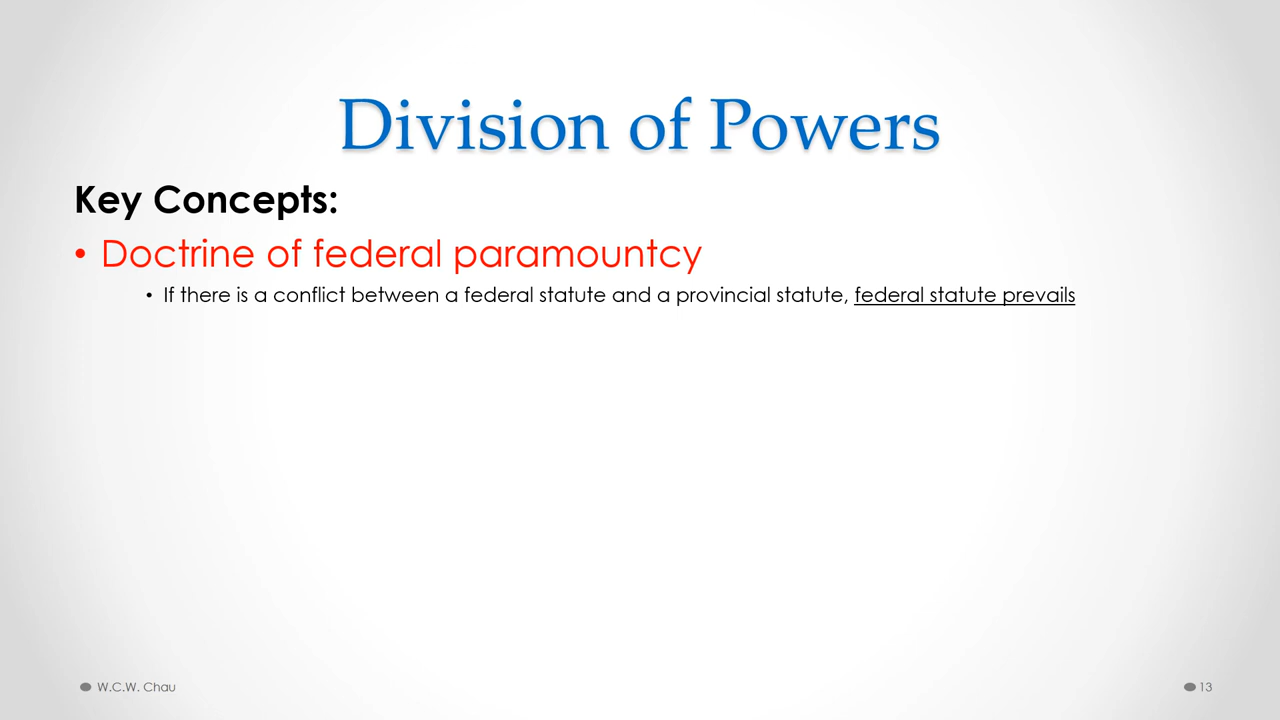 Division of Powers
Key Concepts:
• Doctrine of federal paramountcy
• If there is a conflict between a federal statute and a provincial statute, federal statute prevails
W.C.W. Chau
13